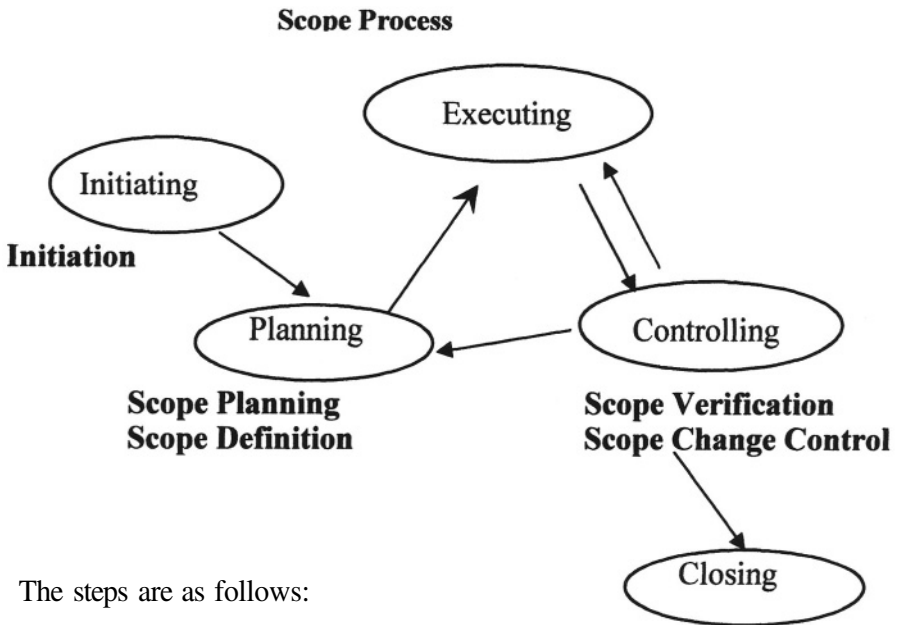 Scope Process
Executing
Initiating
Initiation
Planning
Controlling
Scope Planning
Scope Definition
Scope Verification
Scope Change Control
Closing
The steps are as follows: